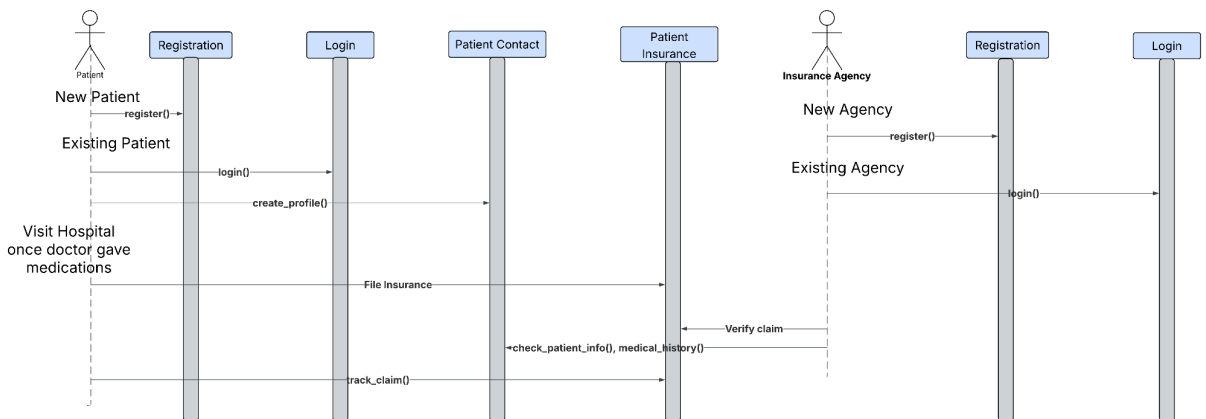 Patient
Registration
Login
Patient Contact
Patient
Insurance
Insurance Agency
Registration
Login
New Patient
register()
Existing Patient
login()
create_profile()
Visit Hospital
once doctor gave
medications
File Insurance
New Agency
register()
Existing Agency
login()
Verify claim
check_patient_info(), medical_history()
track_claim()